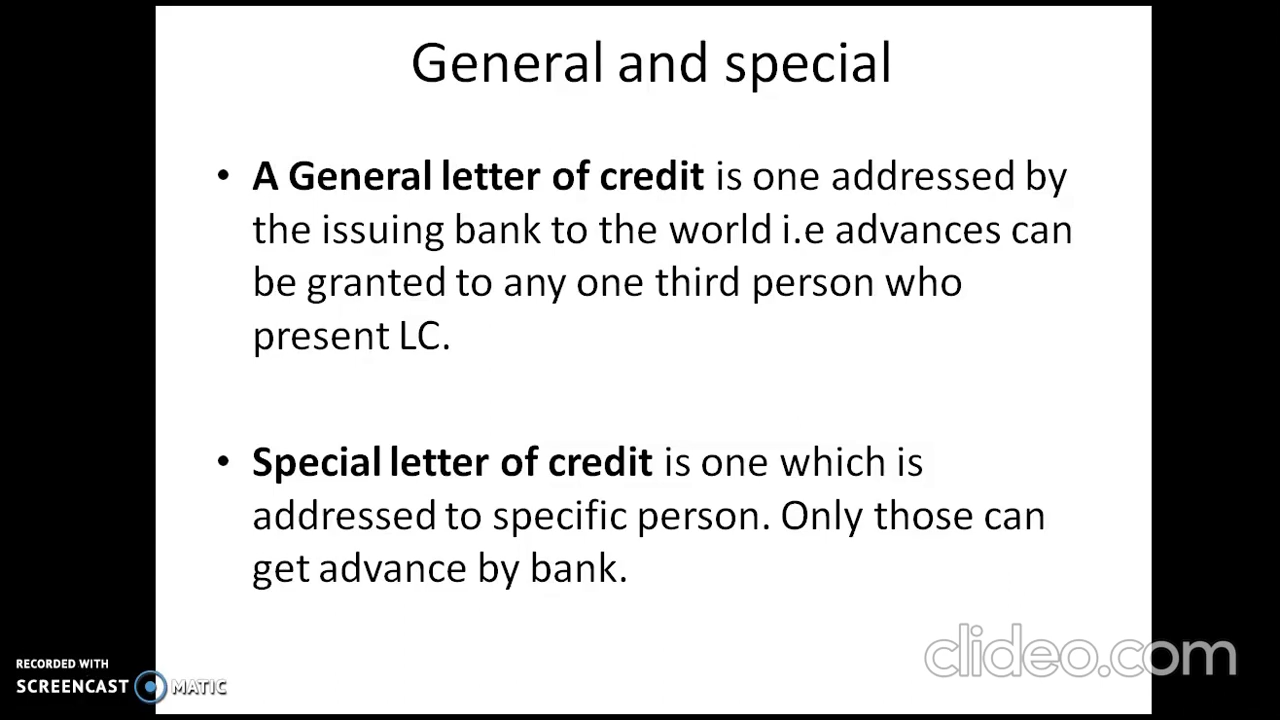 General and special
• A General letter of credit is one addressed by
the issuing bank to the world i.e advances can
be granted to any one third person who
present LC.
• Special letter of credit is one which is
addressed to specific person. Only those can
get advance by bank.
clideo.com
RECORDED WITH
SCREENCAST MATIC